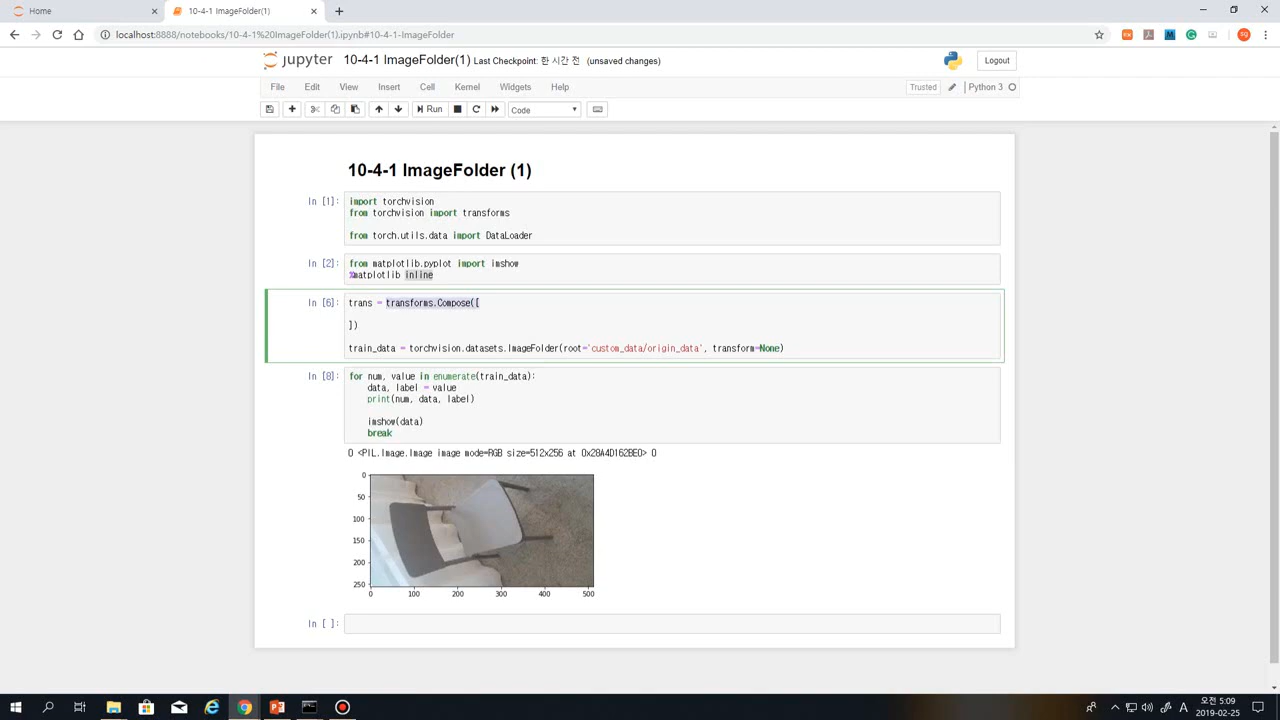 Home
10-4-1 ImageFolder(1)
localhost:8888/notebooks/10-4-1%20ImageFolder(1).ipynb#10-4-1-ImageFolder
jupyter 10-4-1 ImageFolder(1) Last Checkpoint: 한 시간 전 (unsaved changes)
Logout
File Edit View Insert Cell Kernel Widgets Help
Trusted Python 3
Run Code
10-4-1 ImageFolder (1)
In [1]: import torchvision
from torchvision import transforms
from torch.utils.data import DataLoader
In [2]: from matplotlib.pyplot import imshow
%matplotlib inline
In [6]: trans = transforms.Compose([
])
train_data = torchvision.datasets.ImageFolder(root='custom_data/origin_data', transform=None)
In [8]: for num, value in enumerate(train_data):
data, label = value
print(num, data, label)
imshow(data)
break
0 <PIL.Image.Image image mode=RGB size=512x256 at 0x28A4D162BE0> 0
0
50
100
150
200
250
0 100 200 300 400 500
In [ ]:
A
오전 5:09
2019-02-25